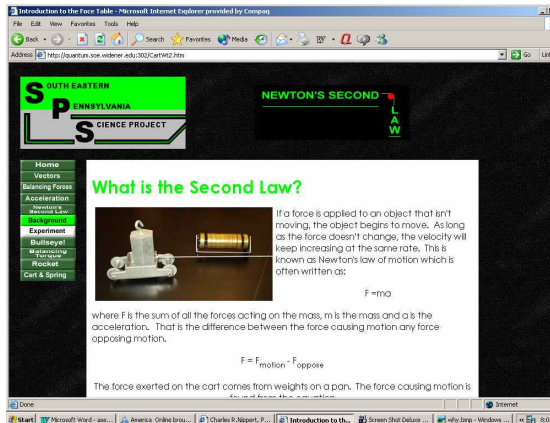 Introduction to the Foce Table - Microsoft Internet Explorer provided by Compaq
File Edit View Favorites Tools Help
Back Search Favorites Media
Address http://quantum.soe.widener.edu:302/CartWt2.htm Go
SOUTH EASTERN
PENNSYLVANIA
SCIENCE PROJECT
NEWTON'S SECOND
LAW
Home
Vectors
Balancing Forces
Acceleration
Newton's
Second Law
Background
Experiment
Bullseye!
Balancing
Torque
Rocket
Cart & Spring
What is the Second Law?
If a force is applied to an object that isn't
moving, the object begins to move. As long
as the force doesn't change, the velocity will
keep increasing at the same rate. This is
known as Newton's law of motion which is
often written as:
F =ma
where F is the sum of all the forces acting on the mass, m is the mass and a is the
acceleration. That is the difference between the force causing motion any force
opposing motion.
F = Fmotion - Foppose
The force exerted on the cart comes from weights on a pan. The force causing motion is
found from the equation
Done Internet
Start Microsoft Word - ase... America Online brou... Charles R.Nippert, P... Introduction to th... Screen Shot Deluxe ... why.bmp - Windows ...